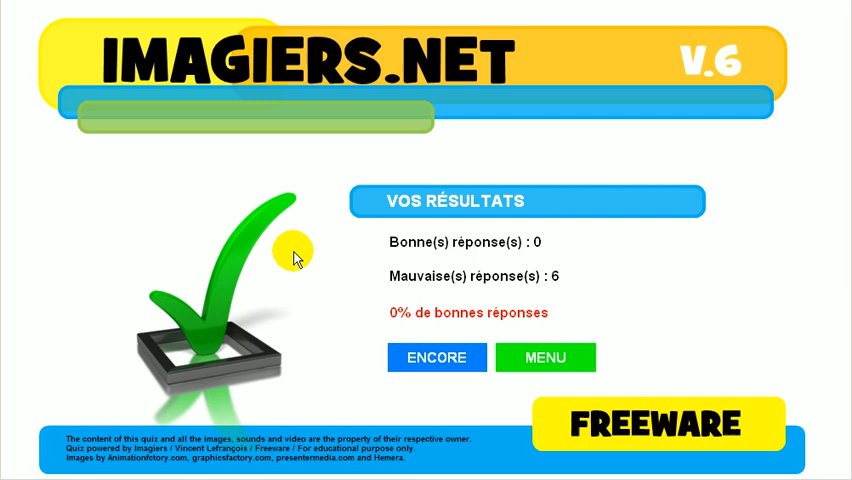 IMAGIERS.NET
V.6
VOS RÉSULTATS
Bonne(s) réponse(s) : 0
Mauvaise(s) réponse(s) : 6
0% de bonnes réponses
ENCORE
MENU
FREEWARE
The content of this quiz and all the images, sounds and video are the property of their respective owner.
Quiz powered by Imagiers / Vincent Lefrançois / Freeware / For educational purpose only.
Images by Animationfctory.com, graphicsfactory.com, presentermedia.com and Hemera.